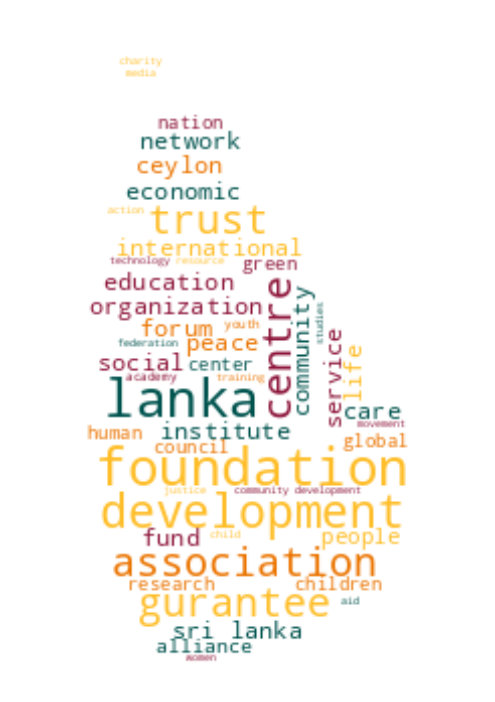 charity
media
nation
network
ceylon
economic
action
trust
international
technology resource
green
education
centre
organization
community
studies
forum
youth
federation
peace
service
life
social
center
academy
training
lanka
care
movement
human
institute
global
council
foundation
justice
community development
development
fund
child
people
association
research
children
gurantee
aid
sri lanka
alliance
women